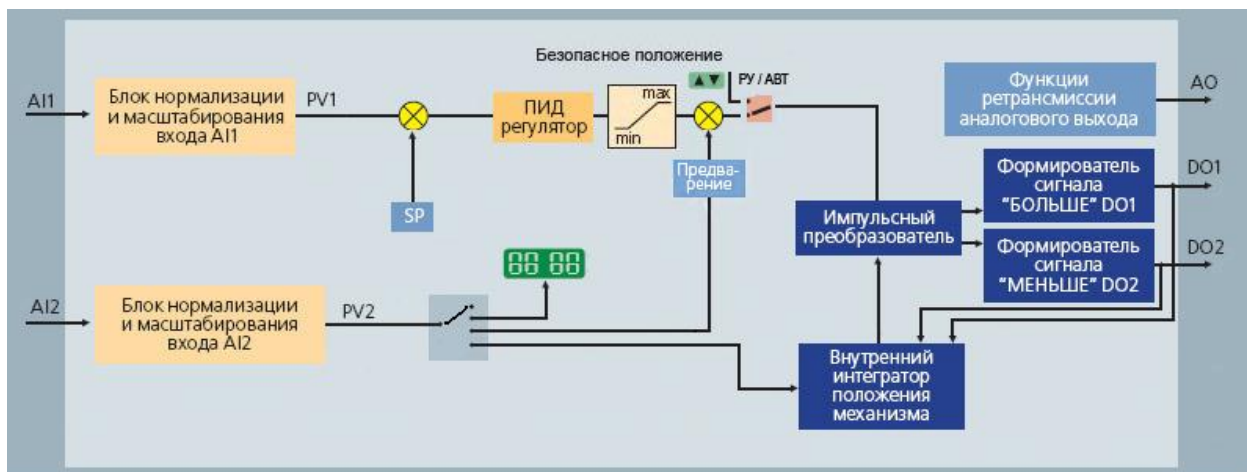 Безопасное положение
AI1
Блок нормализации
и масштабирования
входа AI1
PV1
SP
ПИД
регулятор
max
min
▲▼
РУ / АВТ
Предва-
рение
Функции
ретрансмиссии
аналогового выхода
AO
Формирователь
сигнала
"БОЛЬШЕ" DO1
DO1
Импульсный
преобразователь
Формирователь
сигнала
"МЕНЬШЕ" DO2
DO2
88 88
AI2
Блок нормализации
и масштабирования
входа AI2
PV2
Внутренний
интегратор
положения
механизма